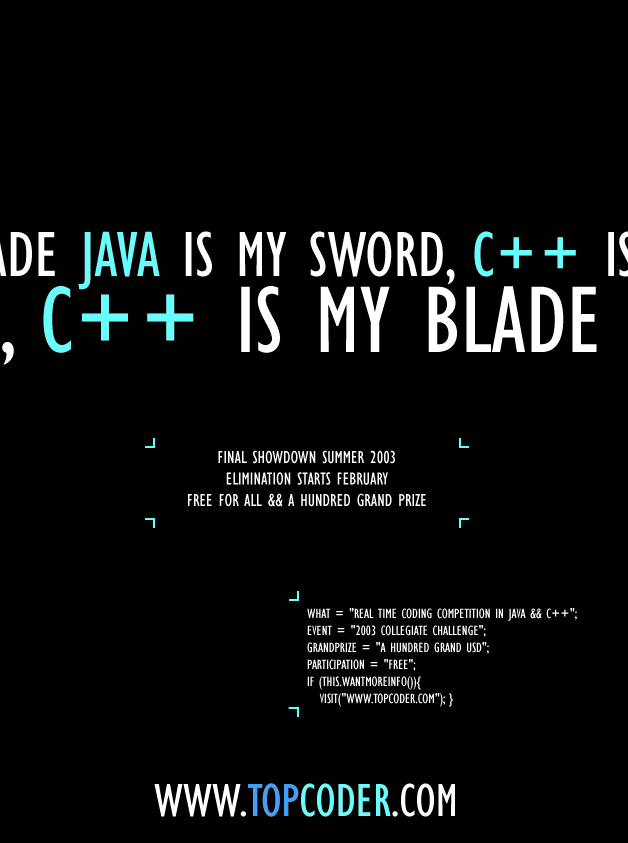 ADE JAVA IS MY SWORD, C++ IS
, C++ IS MY BLADE
FINAL SHOWDOWN SUMMER 2003
ELIMINATION STARTS FEBRUARY
FREE FOR ALL && A HUNDRED GRAND PRIZE
WHAT = "REAL TIME CODING COMPETITION IN JAVA && C++";
EVENT = "2003 COLLEGIATE CHALLENGE";
GRANDPRIZE = "A HUNDRED GRAND USD";
PARTICIPATION = "FREE";
IF (THIS.WANTMOREINFO()){
VISIT("WWW.TOPCODER.COM"); }
WWW.TOPCODER.COM